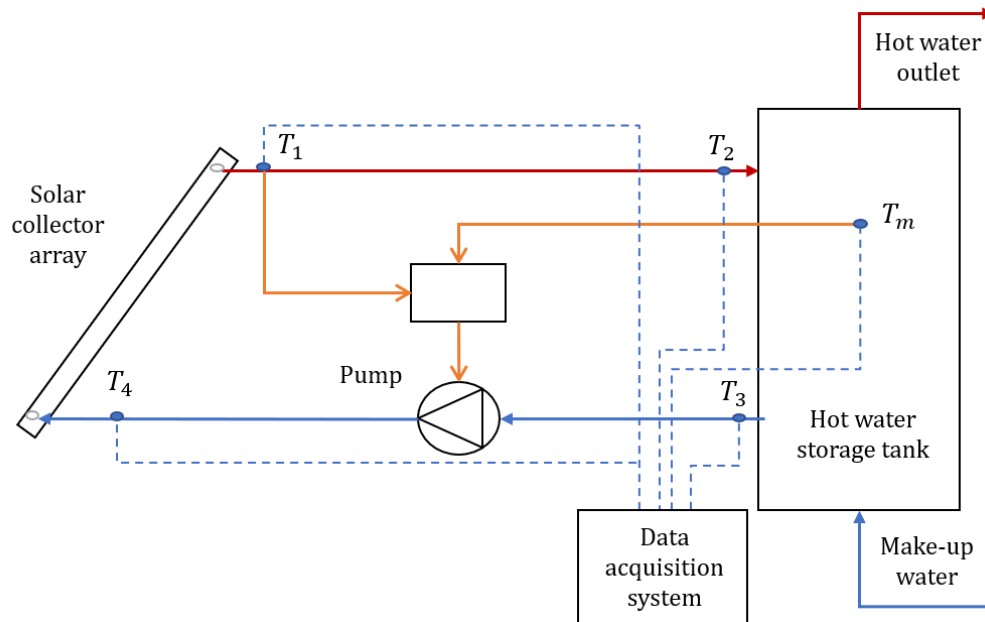 Hot water
outlet
T₁
T₂
Solar
collector
array
Tₘ
Pump
T₄
T₃
Hot water
storage tank
Data
acquisition
system
Make-up
water